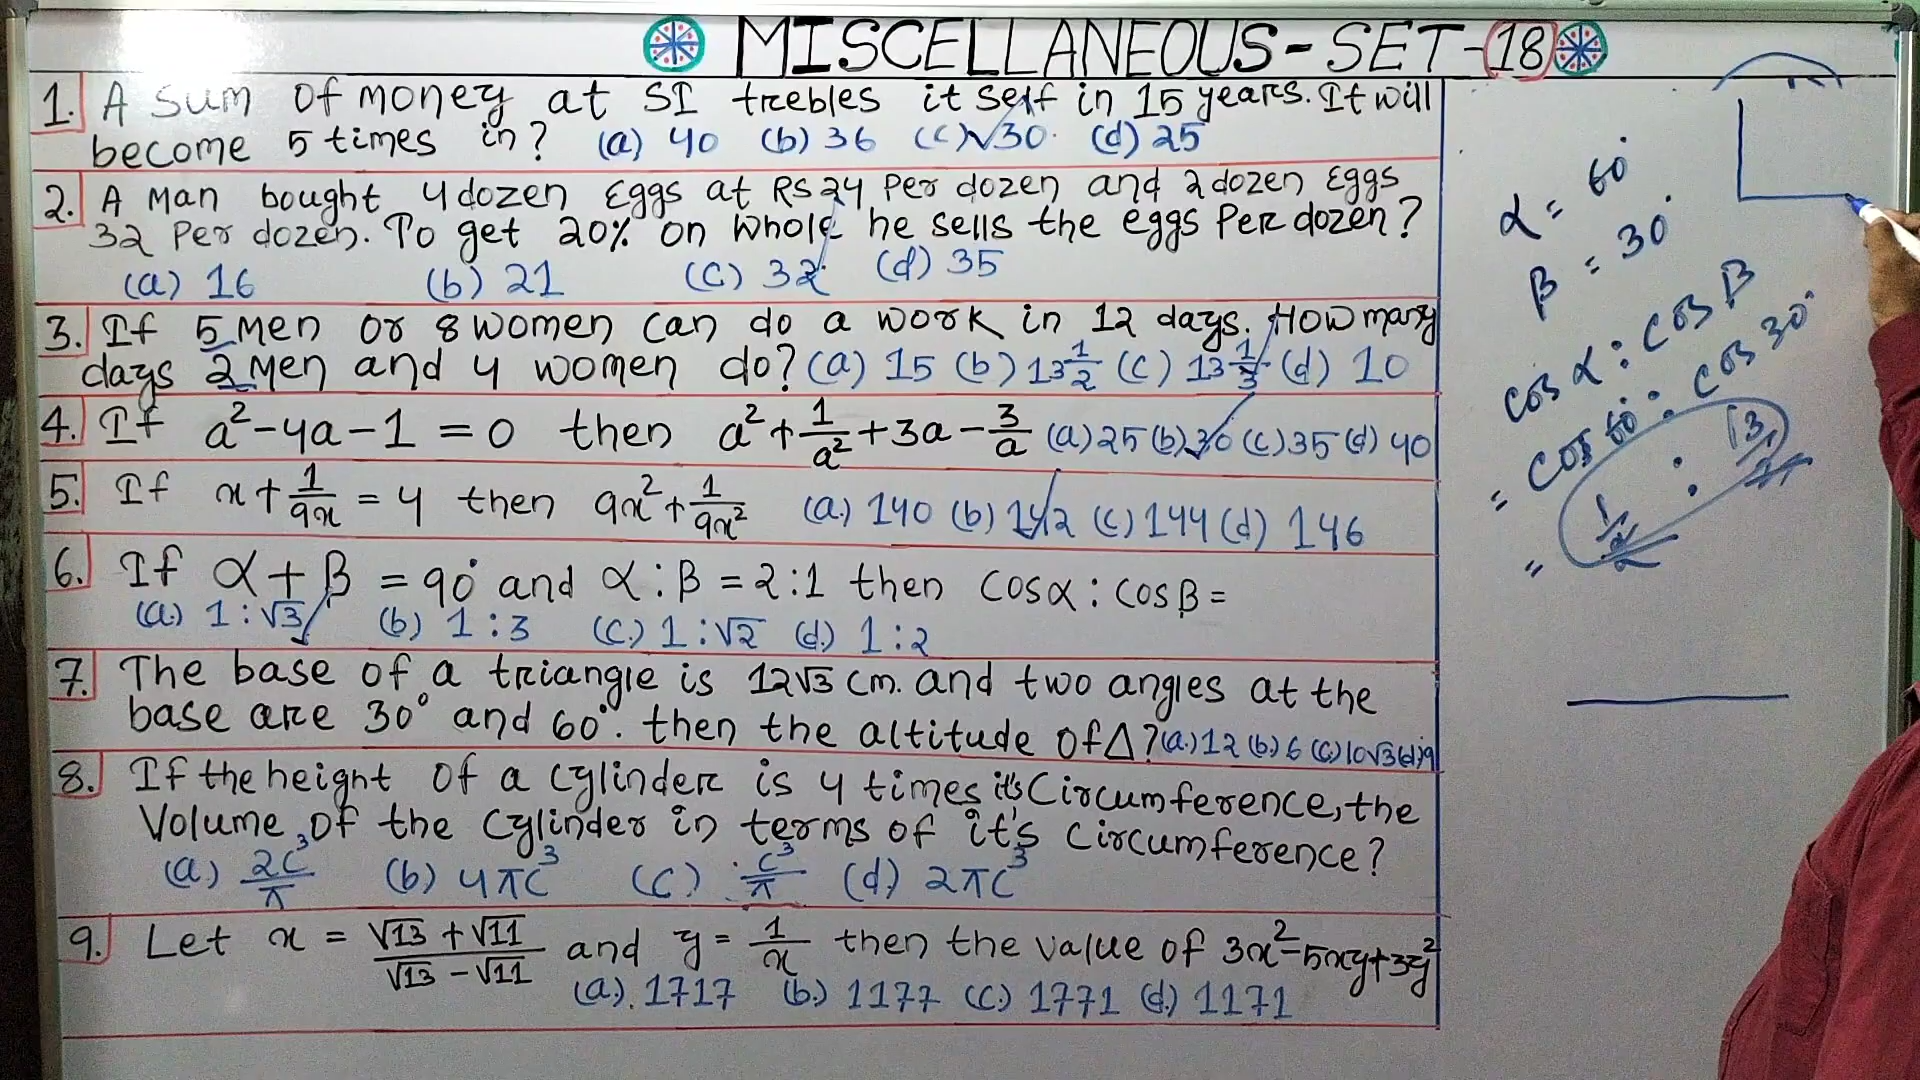 MISCELLANEOUS-SET-18
1. A sum of money at SI trebles it self in 15 years. It will
become 5 times in? (a) 40 (b) 36 (c) 30 (d) 25
2. A Man bought 4 dozen Eggs at RS 24 Per dozen and 2 dozen Eggs
32 Per dozen. To get 20% on whole he sells the eggs Per dozen?
(a) 16 (b) 21 (C) 32 (d) 35
3. If 5 Men or 8 women can do a work in 12 days. How many
days 2 Men and 4 women do? (a) 15 (b) 13 1/2 (c) 13 1/3 (d) 10
4. If a²-4a-1=0 then a²+1/a²+3a-3/a (a) 25 (b) 30 (c) 35 (d) 40
5. If x+1/9x=4 then 9x²+1/9x² (a.) 140 (b) 142 (c) 144 (d) 146
6. If α+β=90° and α:β=2:1 then cosα:cosβ=
(a.) 1:√3 (b) 1:3 (c.) 1:√2 (d.) 1:2
7. The base of a triangle is 12√3 cm. and two angles at the
base are 30° and 60°. then the altitude of Δ? (a.) 12 (b.) 6 (c.) 10√3 (d.) 9
8. If the height of a cylinder is 4 times it's Circumference, the
Volume of the cylinder in terms of it's circumference?
(a.) 2c³/π (b) 4πc³ (c) c³/π (d.) 2πc³
9. Let x = √13+√11/√13-√11 and y=1/x then the value of 3x²-5xy+3y²
(a.). 1717 (b.) 1177 (c.) 1771 (d.) 1171
α = 60°
β = 30°
cos α : cos β
= cos 60° : cos 30°
= 1/2 : √3/2